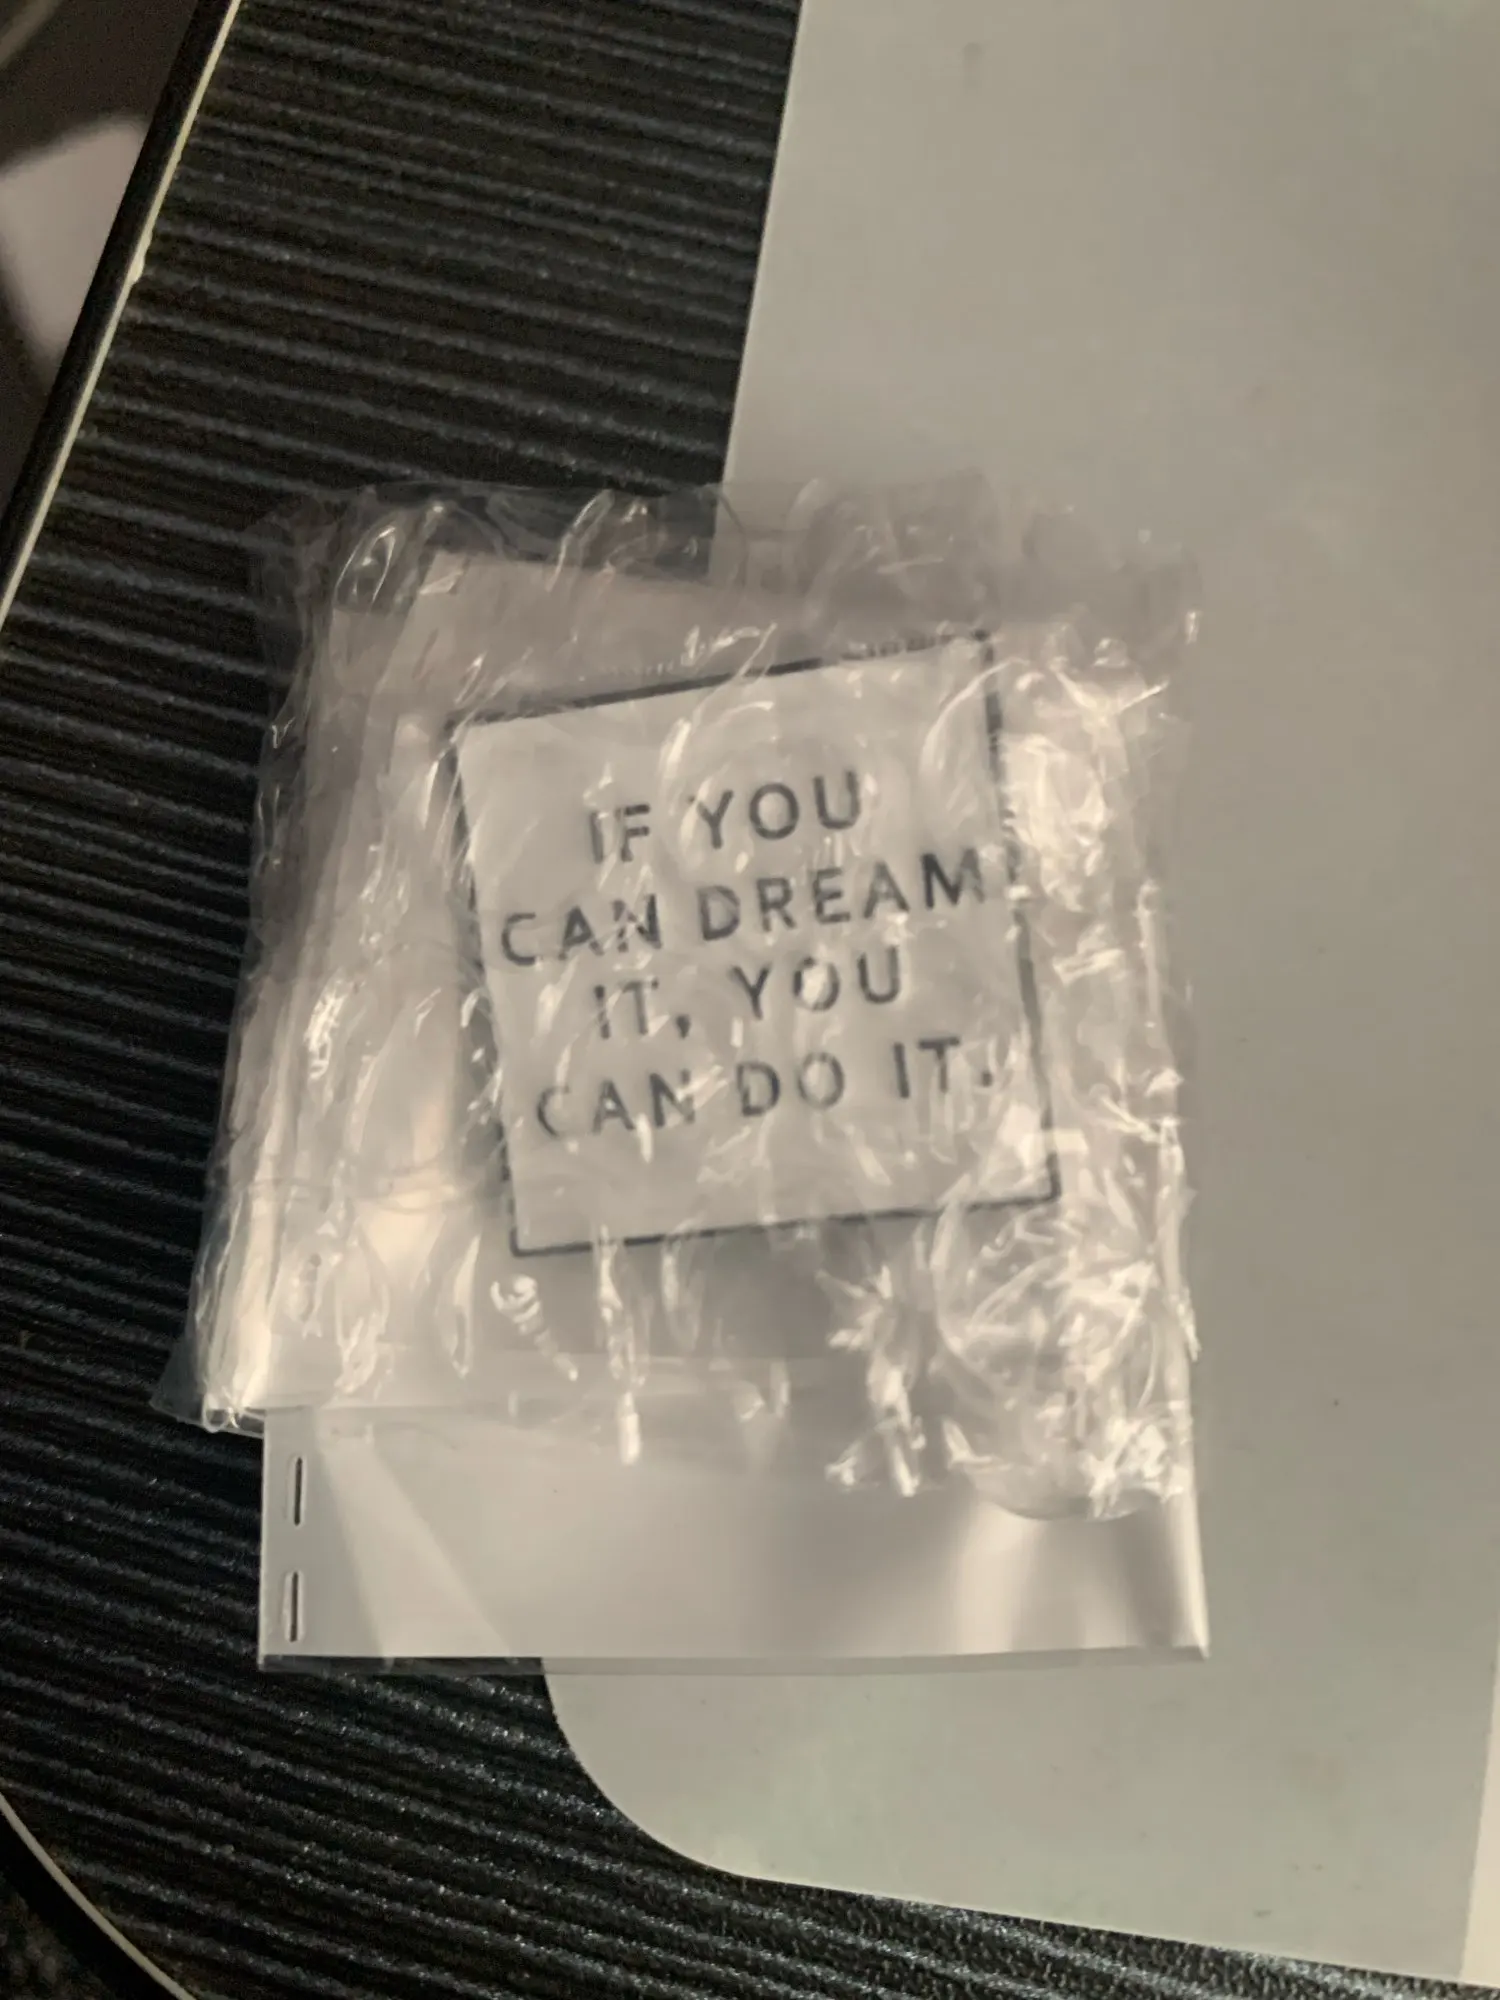 IF YOU
CAN DREAM
IT, YOU
CAN DO IT.